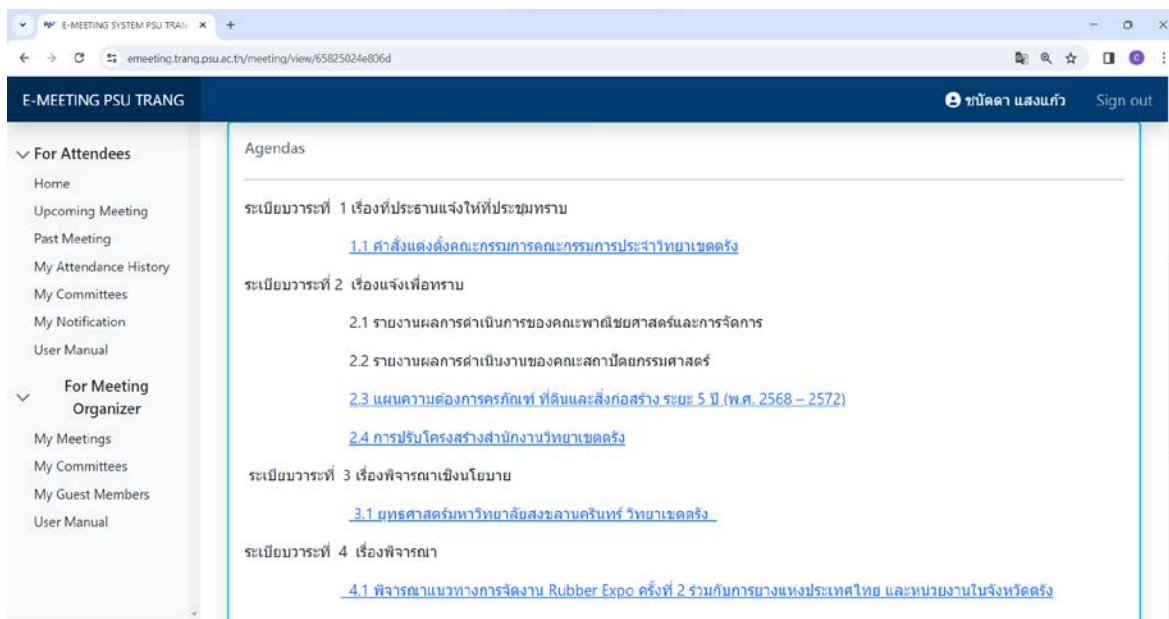 E-MEETING SYSTEM PSU TRAN
emeeting.trang.psu.ac.th/meeting/view/65825024e806d
E-MEETING PSU TRANG
ชนัดดา แสงแก้ว
Sign out
For Attendees
Home
Upcoming Meeting
Past Meeting
My Attendance History
My Committees
My Notification
User Manual
For Meeting
Organizer
My Meetings
My Committees
My Guest Members
User Manual
Agendas
ระเบียบวาระที่ 1 เรื่องที่ประธานแจ้งให้ที่ประชุมทราบ
1.1 คำสั่งแต่งตั้งคณะกรรมการคณะกรรมการประจำวิทยาเขตตรัง
ระเบียบวาระที่ 2 เรื่องแจ้งเพื่อทราบ
2.1 รายงานผลการดำเนินการของคณะพาณิชยศาสตร์และการจัดการ
2.2 รายงานผลการดำเนินงานของคณะสถาปัตยกรรมศาสตร์
2.3 แผนความต้องการครุภัณฑ์ ที่ดินและสิ่งก่อสร้าง ระยะ 5 ปี (พ.ศ. 2568 – 2572)
2.4 การปรับโครงสร้างสำนักงานวิทยาเขตตรัง
ระเบียบวาระที่ 3 เรื่องพิจารณาเชิงนโยบาย
3.1 ยุทธศาสตร์มหาวิทยาลัยสงขลานครินทร์ วิทยาเขตตรัง
ระเบียบวาระที่ 4 เรื่องพิจารณา
4.1 พิจารณาแนวทางการจัดงาน Rubber Expo ครั้งที่ 2 ร่วมกับการยางแห่งประเทศไทย และหน่วยงานในจังหวัดตรัง